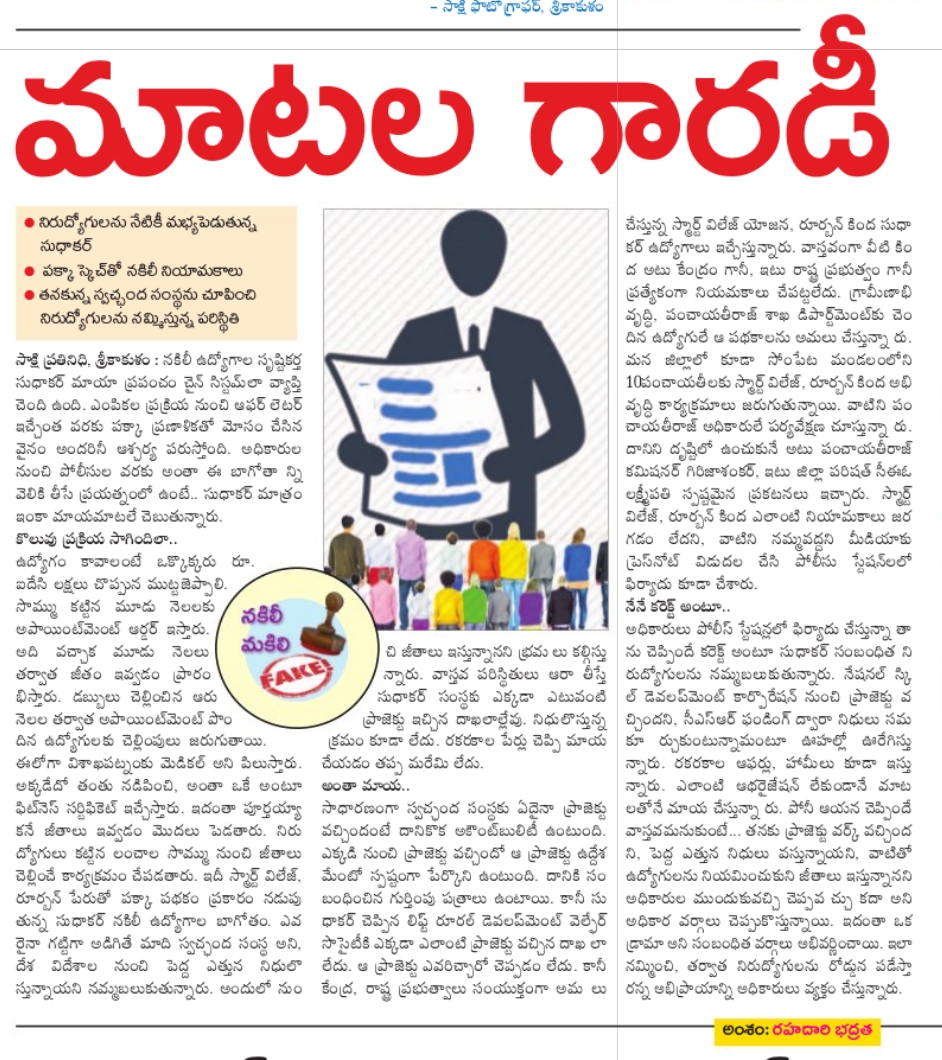 – సాక్షి ఫొటోగ్రాఫర్, శ్రీకాకుళం
మాటల గారడీ
● నిరుద్యోగులను నేటికీ మభ్యపెడుతున్న
సుధాకర్
● పక్కా స్కెచ్‌తో నకిలీ నియామకాలు
● తనకున్న స్వచ్ఛంద సంస్థను చూపించి
నిరుద్యోగులను నమ్మిస్తున్న పరిస్థితి
సాక్షి ప్రతినిధి, శ్రీకాకుళం : నకిలీ ఉద్యోగాల సృష్టికర్త
సుధాకర్ మాయా ప్రపంచం చైన్ సిస్టమ్‌లా వ్యాప్తి
చెంది ఉంది. ఎంపికల ప్రక్రియ నుంచి ఆఫర్ లెటర్
ఇచ్చేంత వరకు పక్కా ప్రణాళికతో మోసం చేసిన
వైనం అందరినీ ఆశ్చర్య పరుస్తోంది. అధికారుల
నుంచి పోలీసుల వరకు అంతా ఈ బాగోతా న్ని
వెలికి తీసే ప్రయత్నంలో ఉంటే.. సుధాకర్ మాత్రం
ఇంకా మాయమాటలే చెబుతున్నారు.
కొలువు ప్రక్రియ సాగిందిలా..
ఉద్యోగం కావాలంటే ఒక్కొక్కరు రూ.
ఐదేసి లక్షలు చొప్పున ముట్టజెప్పాలి.
సొమ్ము కట్టిన మూడు నెలలకు
అపాయింట్‌మెంట్ ఆర్డర్ ఇస్తారు.
అది వచ్చాక మూడు నెలలు
తర్వాత జీతం ఇవ్వడం ప్రారం
భిస్తారు. డబ్బులు చెల్లించిన ఆరు
నెలల తర్వాత అపాయింట్‌మెంట్ పొం
దిన ఉద్యోగులకు చెల్లింపులు జరుగుతాయి.
ఈలోగా విశాఖపట్నంకు మెడికల్ అని పిలుస్తారు.
అక్కడేదో తంతు నడిపించి, అంతా ఒకే అంటూ
ఫిట్‌నెస్ సర్టిఫికెట్ ఇచ్చేస్తారు. ఇదంతా పూర్తయ్యా
కనే జీతాలు ఇవ్వడం మొదలు పెడతారు. నిరు
ద్యోగులు కట్టిన లంచాల సొమ్ము నుంచి జీతాలు
చెల్లించే కార్యక్రమం చేపడతారు. ఇదీ స్మార్ట్ విలేజ్,
రూర్బన్ పేరుతో పక్కా పథకం ప్రకారం నడుపు
తున్న సుధాకర్ నకిలీ ఉద్యోగాల బాగోతం. ఎవ
రైనా గట్టిగా అడిగితే మాది స్వచ్ఛంద సంస్థ అని,
దేశ విదేశాల నుంచి పెద్ద ఎత్తున నిధులొ
స్తున్నాయని నమ్మబలుకుతున్నారు. అందులో నుం
నకిలీ
మకిలి
FAKE!
చి జీతాలు ఇస్తున్నానని భ్రమ లు కల్గిస్తు
న్నారు. వాస్తవ పరిస్థితులు ఆరా తీస్తే
సుధాకర్ సంస్థకు ఎక్కడా ఎటువంటి
ప్రాజెక్టు ఇచ్చిన దాఖలాల్లేవు. నిధులొస్తున్న
క్రమం కూడా లేదు. రకరకాల పేర్లు చెప్పి మాయ
చేయడం తప్ప మరేమి లేదు.
అంతా మాయ..
సాధారణంగా స్వచ్ఛంద సంస్థకు ఏదైనా ప్రాజెక్టు
వచ్చిందంటే దానికొక అకౌంట్‌బులిటీ ఉంటుంది.
ఎక్కడి నుంచి ప్రాజెక్టు వచ్చిందో ఆ ప్రాజెక్టు ఉద్దేశ
మేంటో స్పష్టంగా పేర్కొని ఉంటుంది. దానికి సం
బంధించిన గుర్తింపు పత్రాలు ఉంటాయి. కానీ సు
ధాకర్ చెప్పిన లిఫ్ట్ రూరల్ డెవలప్‌మెంట్ వెల్ఫేర్
సొసైటీకి ఎక్కడా ఎలాంటి ప్రాజెక్టు వచ్చిన దాఖ లా
లేదు. ఆ ప్రాజెక్టు ఎవరిచ్చారో చెప్పడం లేదు. కానీ
కేంద్ర, రాష్ట్ర ప్రభుత్వాలు సంయుక్తంగా అమ లు
చేస్తున్న స్మార్ట్ విలేజ్ యోజన, రూర్బన్ కింద సుధా
కర్ ఉద్యోగాలు ఇచ్చేస్తున్నారు. వాస్తవంగా వీటి కిం
ద అటు కేంద్రం గానీ, ఇటు రాష్ట్ర ప్రభుత్వం గానీ
ప్రత్యేకంగా నియమకాలు చేపట్టలేదు. గ్రామీణాభి
వృద్ధి, పంచాయతీరాజ్ శాఖ డిపార్ట్‌మెంట్‌కు చెం
దిన ఉద్యోగులే ఆ పథకాలను అమలు చేస్తున్నా రు.
మన జిల్లాలో కూడా సోంపేట మండలంలోని
10పంచాయతీలకు స్మార్ట్ విలేజ్, రూర్బన్ కింద అభి
వృద్ధి కార్యక్రమాలు జరుగుతున్నాయి. వాటిని పం
చాయతీరాజ్ అధికారులే పర్యవేక్షణ చూస్తున్నా రు.
దానిని దృష్టిలో ఉంచుకునే అటు పంచాయతీరాజ్
కమిషనర్ గిరిజాశంకర్, ఇటు జిల్లా పరిషత్ సీఈఓ
లక్ష్మీపతి స్పష్టమైన ప్రకటనలు ఇచ్చారు. స్మార్ట్
విలేజ్, రూర్బన్ కింద ఎలాంటి నియామకాలు జర
గడం లేదని, వాటిని నమ్మవద్దని మీడియాకు
ప్రెస్‌నోట్ విడుదల చేసి పోలీసు స్టేషన్‌లలో
ఫిర్యాదు కూడా చేశారు.
నేనే కరెక్ట్ అంటూ..
అధికారులు పోలీస్ స్టేషన్లలో ఫిర్యాదు చేస్తున్నా తా
ను చెప్పిందే కరెక్ట్ అంటూ సుధాకర్ సంబంధిత ని
రుద్యోగులను నమ్మబలుకుతున్నారు. నేషనల్ స్కి
ల్ డెవలప్‌మెంట్ కార్పొరేషన్ నుంచి ప్రాజెక్టు వ
చ్చిందని, సీఎస్ఆర్ ఫండింగ్ ద్వారా నిధులు సమ
కూ ర్చుకుంటున్నామంటూ ఊహల్లో ఊరేగిస్తు
న్నారు. రకరకాల ఆఫర్లు, హామీలు కూడా ఇస్తు
న్నారు. ఎలాంటి ఆథరైజేషన్ లేకుండానే మాట
లతోనే మాయ చేస్తున్నా రు. పోనీ ఆయన చెప్పిందే
వాస్తవమనుకుంటే... తనకు ప్రాజెక్టు వర్క్ వచ్చింద
ని, పెద్ద ఎత్తున నిధులు వస్తున్నాయని, వాటితో
ఉద్యోగులను నియమించుకుని జీతాలు ఇస్తున్నానని
అధికారుల ముందుకువచ్చి చెప్పవ చ్చు కదా అని
అధికార వర్గాలు చెప్పుకొస్తున్నాయి. ఇదంతా ఒక
డ్రామా అని సంబంధిత వర్గాలు అభివర్ణించాయి. ఇలా
నమ్మించి, తర్వాత నిరుద్యోగులను రోడ్డున పడేస్తా
రన్న అభిప్రాయాన్ని అధికారులు వ్యక్తం చేస్తున్నారు.
అంశం: రహదారి భద్రత